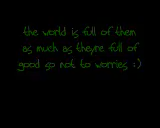 the world is full of them
as much as theyre full of
good so not to worries :)